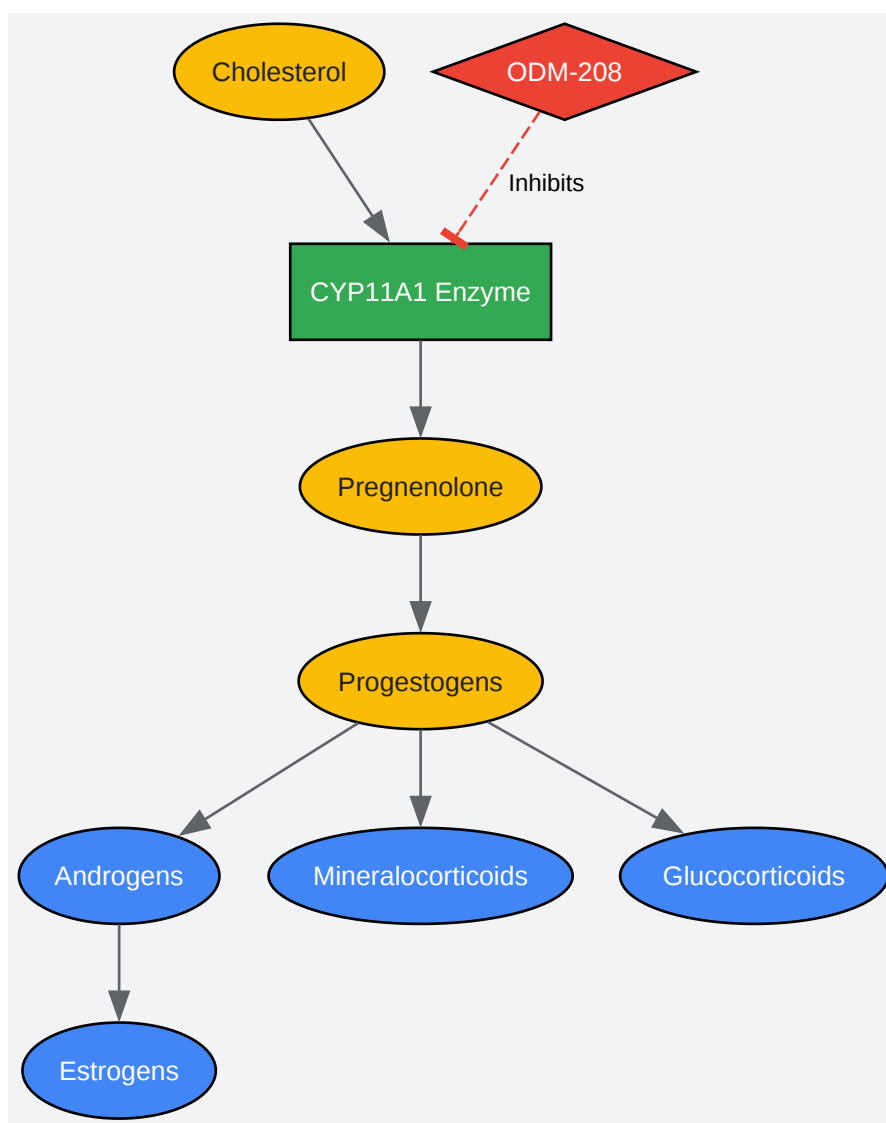 Cholesterol
ODM-208
Inhibits
CYP11A1 Enzyme
Pregnenolone
Progestogens
Androgens
Mineralocorticoids
Glucocorticoids
Estrogens